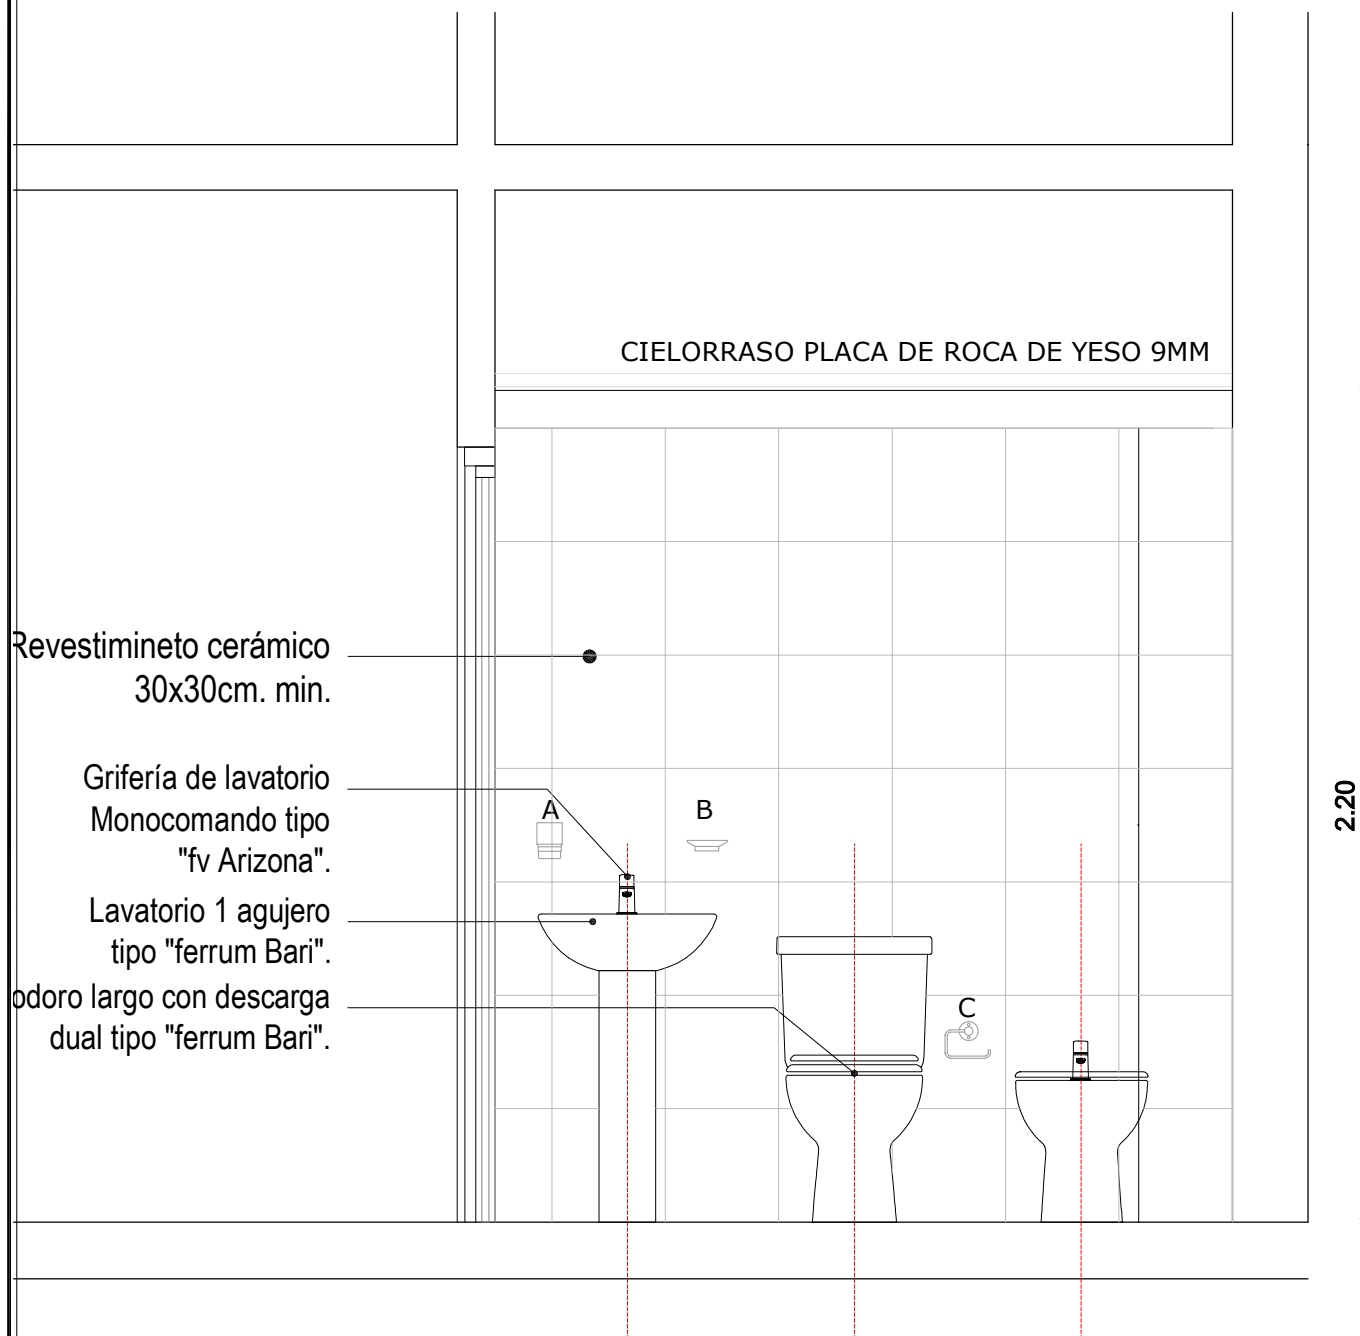 CIELORRASO PLACA DE ROCA DE YESO 9MM
Revestimineto cerámico
30x30cm. min.
Grifería de lavatorio
Monocomando tipo
"fv Arizona".
Lavatorio 1 agujero
tipo "ferrum Bari".
odoro largo con descarga
dual tipo "ferrum Bari".
A
B
C
2.20